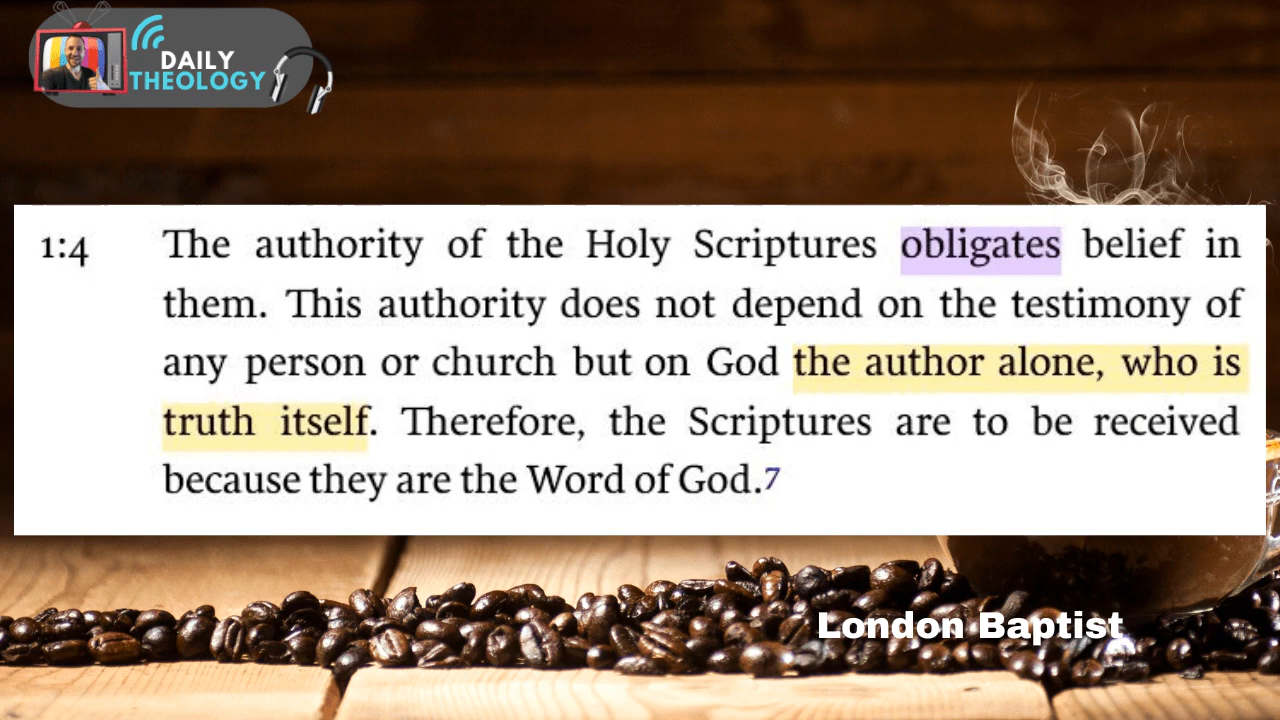 DAILY
THEOLOGY
1:4 The authority of the Holy Scriptures obligates belief in
them. This authority does not depend on the testimony of
any person or church but on God the author alone, who is
truth itself. Therefore, the Scriptures are to be received
because they are the Word of God.7
London Baptist